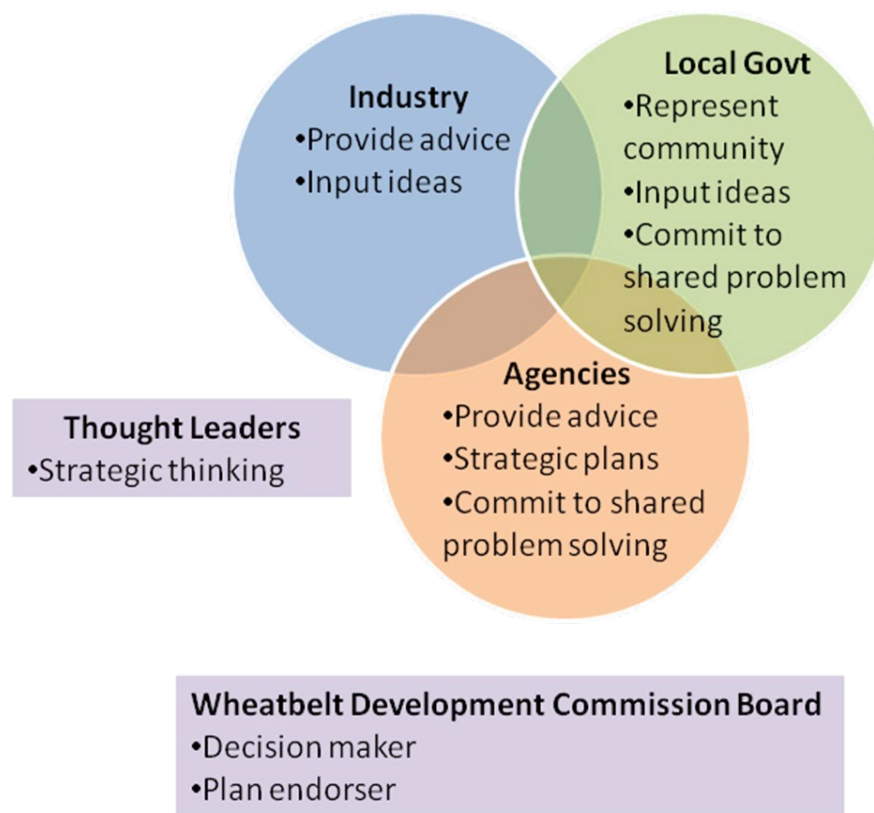 Industry
•Provide advice
•Input ideas
Local Govt
•Represent
community
•Input ideas
•Commit to
shared problem
solving
Agencies
•Provide advice
•Strategic plans
•Commit to shared
problem solving
Thought Leaders
•Strategic thinking
Wheatbelt Development Commission Board
•Decision maker
•Plan endorser